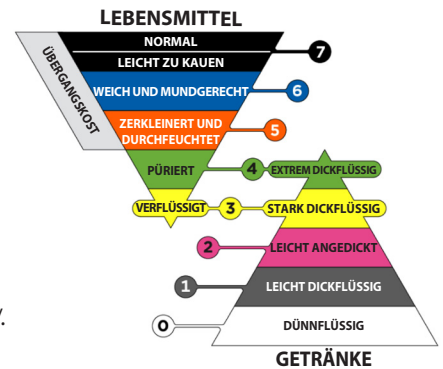 LEBENSMITTEL
NORMAL
7
LEICHT ZU KAUEN
ÜBERGANGSKOST
WEICH UND MUNDGERECHT
6
ZERKLEINERT UND
DURCHFEUCHTET
5
PÜRIERT
4
EXTREM DICKFLÜSSIG
VERFLÜSSIGT
3
STARK DICKFLÜSSIG
2
LEICHT ANGEDICKT
1
LEICHT DICKFLÜSSIG
0
DÜNNFLÜSSIG
GETRÄNKE